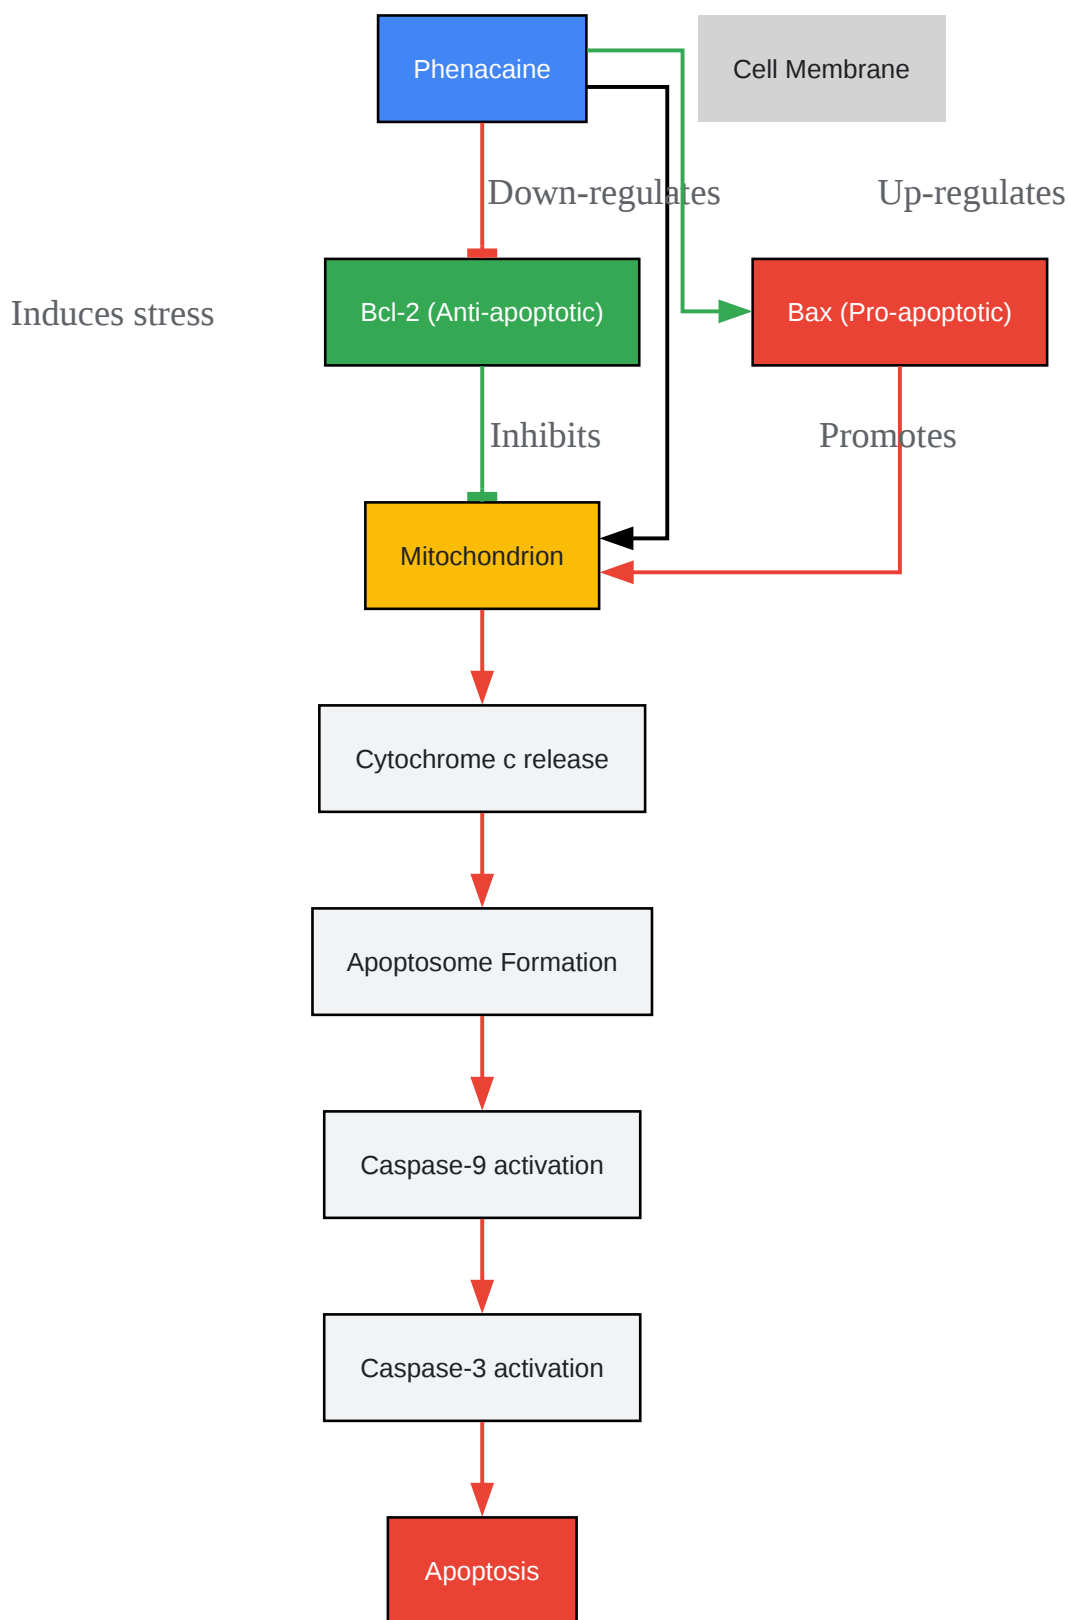 Phenacaine
Cell Membrane
Down-regulates
Up-regulates
Induces stress
Bcl-2 (Anti-apoptotic)
Bax (Pro-apoptotic)
Inhibits
Promotes
Mitochondrion
Cytochrome c release
Apoptosome Formation
Caspase-9 activation
Caspase-3 activation
Apoptosis